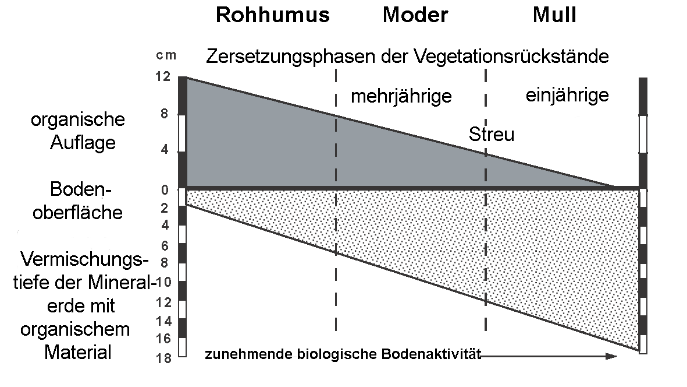 Rohhumus Moder Mull
cm Zersetzungsphasen der Vegetationsrückstände
12
mehrjährige einjährige
8
organische
Auflage
Streu
4
Boden-
oberfläche
0
2
4
6
Vermischungs-
8
tiefe der Mineral-
10
erde mit
12
organischem
14
16
Material
18
zunehmende biologische Bodenaktivität